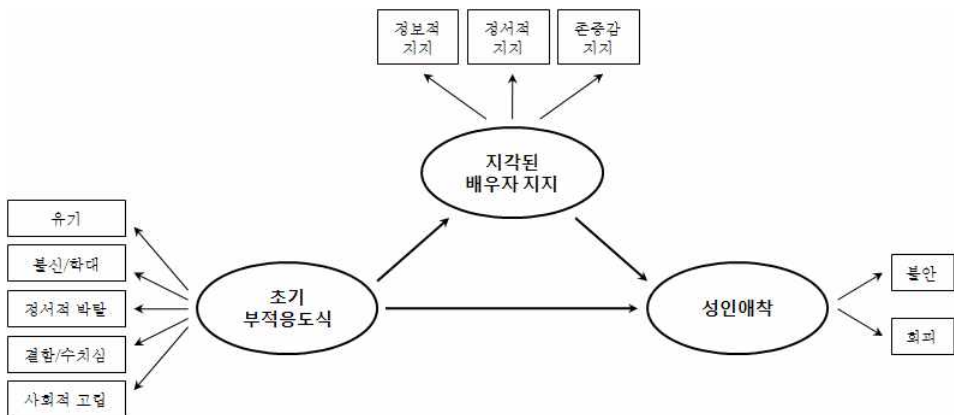 정보적
지지
정서적
지지
존중감
지지
지각된
배우자 지지
유기
불신/학대
정서적 박탈
결함/수치심
사회적 고립
초기
부적응도식
성인애착
불안
회피